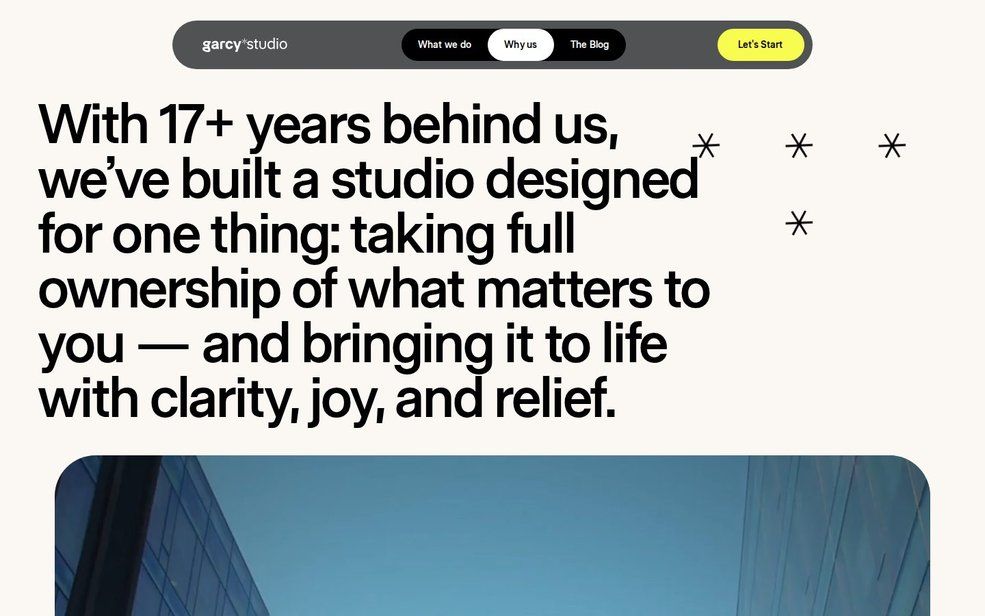 garcy*studio
What we do
Why us
The Blog
Let's Start
With 17+ years behind us,
we’ve built a studio designed
for one thing: taking full
ownership of what matters to
you — and bringing it to life
with clarity, joy, and relief.